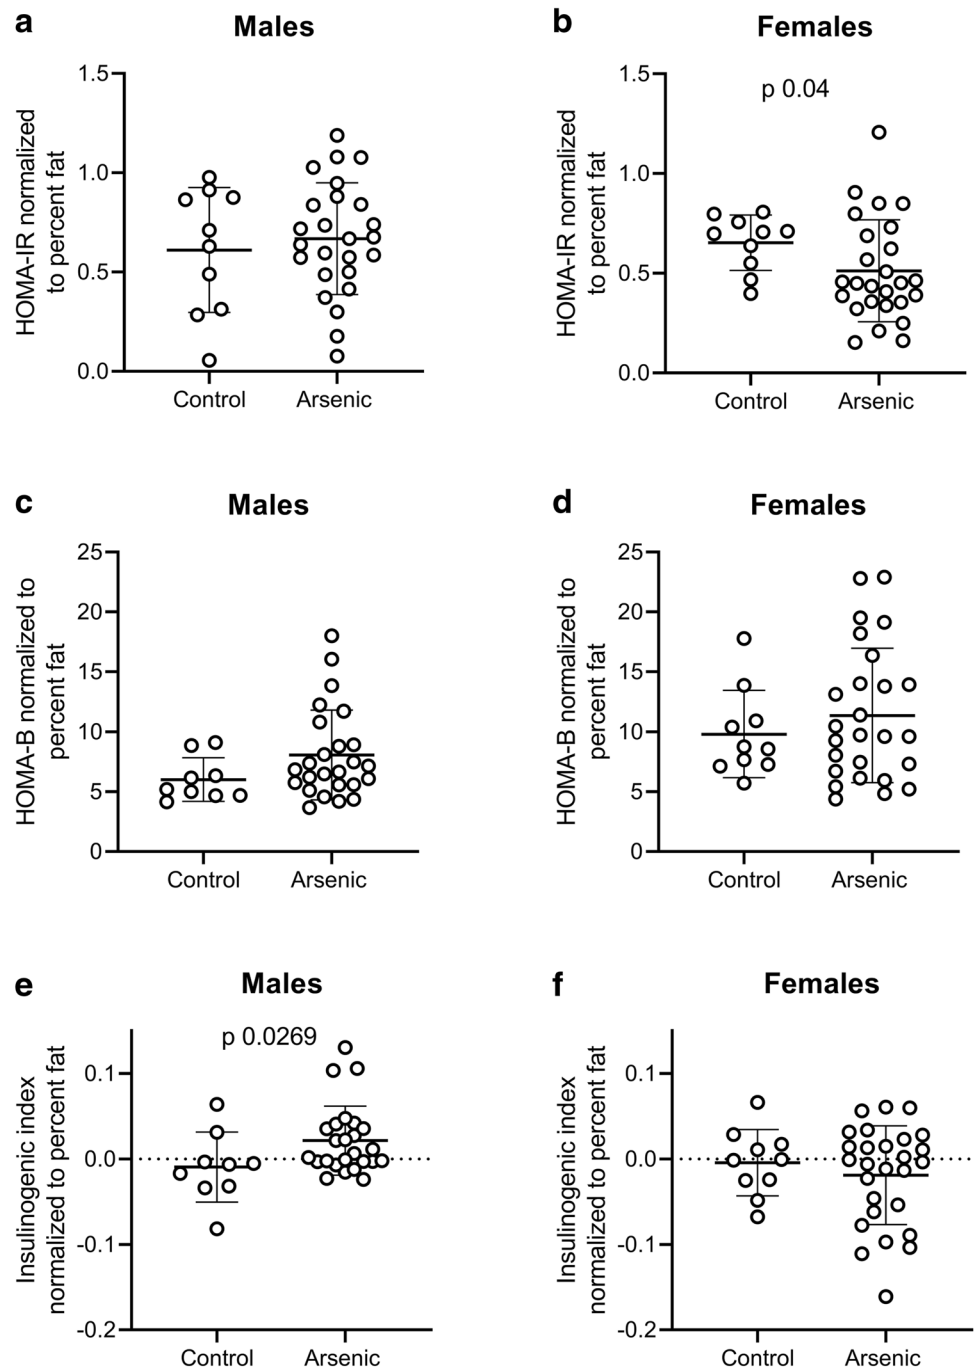 a
Males
HOMA-IR normalized
to percent fat
1.5
1.0
0.5
0.0
Control
Arsenic
b
Females
HOMA-IR normalized
to percent fat
p 0.04
1.5
1.0
0.5
0.0
Control
Arsenic
c
Males
HOMA-B normalized to
percent fat
25
20
15
10
5
0
Control
Arsenic
d
Females
HOMA-B normalized to
percent fat
25
20
15
10
5
0
Control
Arsenic
e
Males
Insulinogenic index
normalized to percent fat
p 0.0269
0.1
0.0
-0.1
-0.2
Control
Arsenic
f
Females
Insulinogenic index
normalized to percent fat
0.1
0.0
-0.1
-0.2
Control
Arsenic